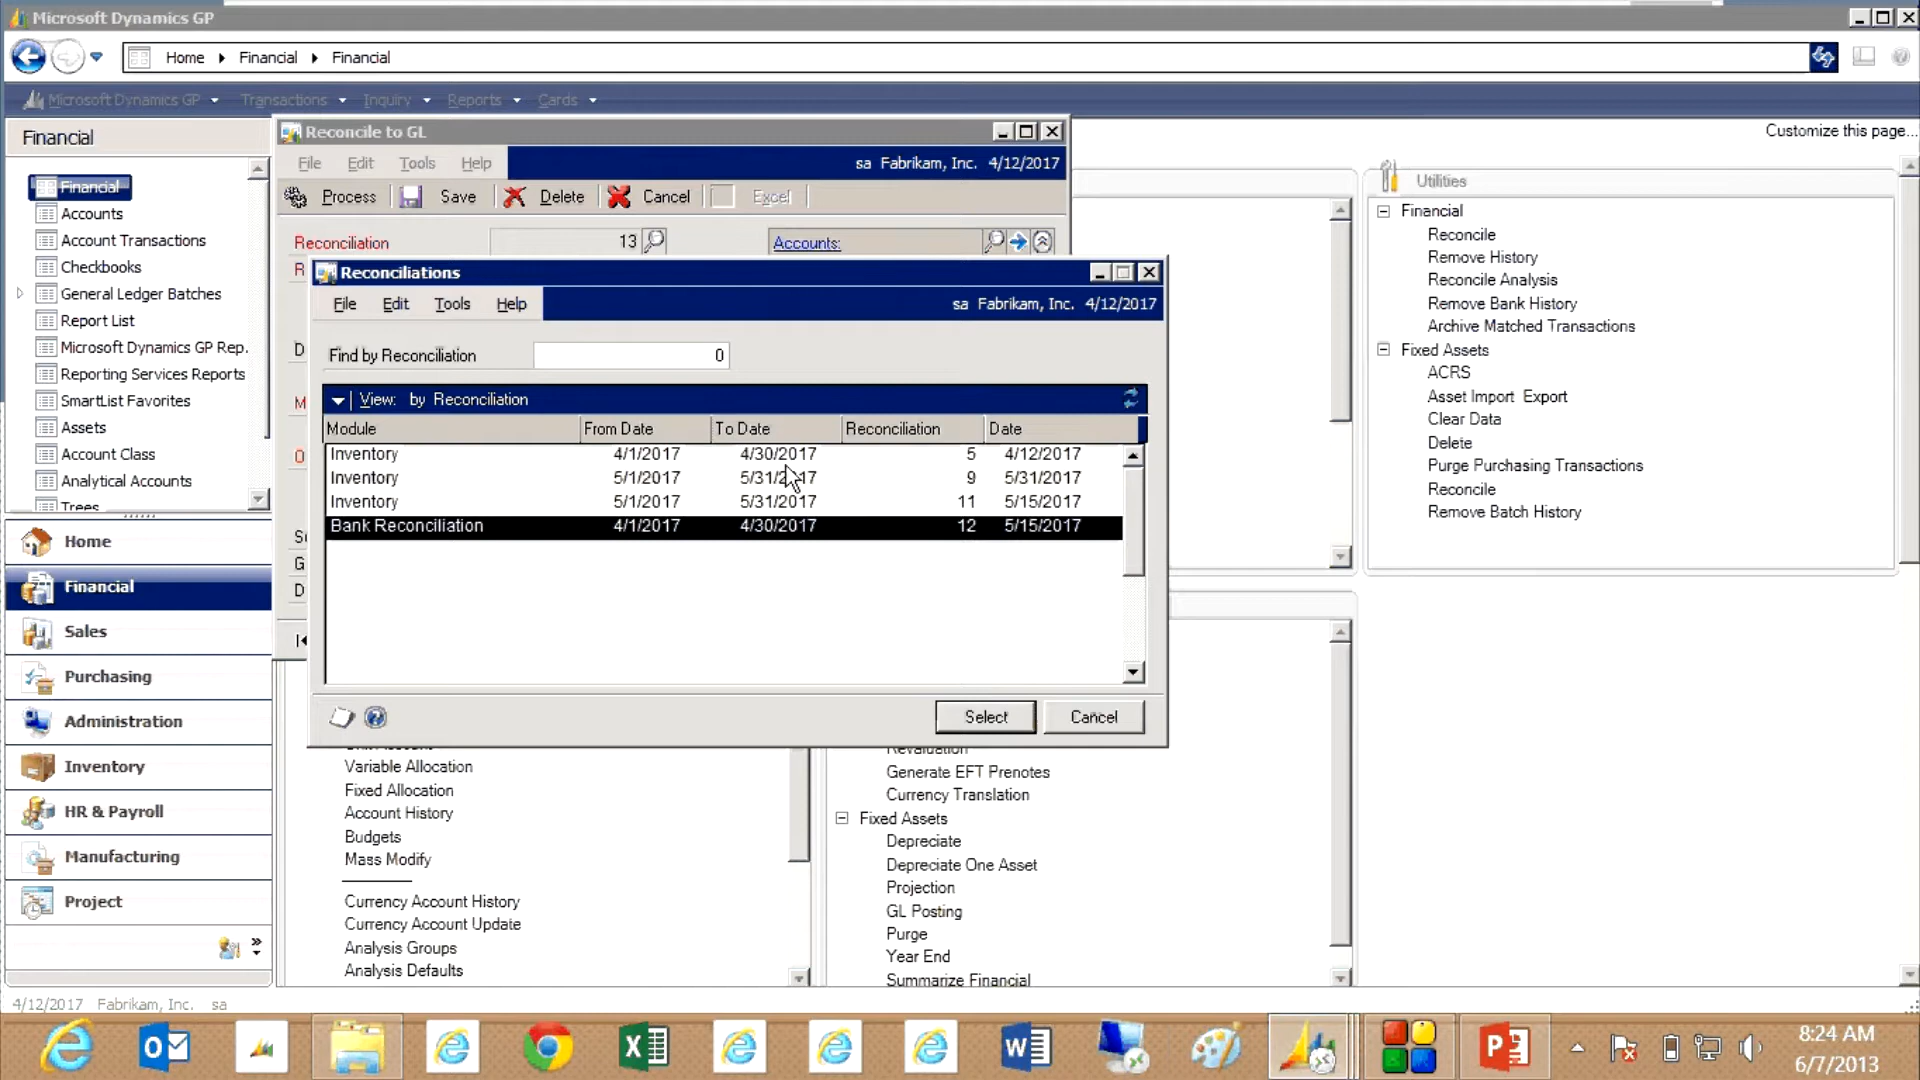 Microsoft Dynamics GP
Home Financial Financial
Microsoft Dynamics GP Transactions Inquiry Reports Cards
Financial
Financial
Accounts
Account Transactions
Checkbooks
General Ledger Batches
Report List
Microsoft Dynamics GP Rep.
Reporting Services Reports
SmartList Favorites
Assets
Account Class
Analytical Accounts
Trees
Home
Financial
Sales
Purchasing
Administration
Inventory
HR & Payroll
Manufacturing
Project
Reconcile to GL
File Edit Tools Help
sa Fabrikam, Inc. 4/12/2017
Process Save Delete Cancel Excel
Reconciliation 13 Accounts:
R
D
M
O
G
D
Reconciliations
File Edit Tools Help
sa Fabrikam, Inc. 4/12/2017
Find by Reconciliation 0
View: by Reconciliation
Module From Date To Date Reconciliation Date
Inventory 4/1/2017 4/30/2017 5 4/12/2017
Inventory 5/1/2017 5/31/2017 9 5/31/2017
Inventory 5/1/2017 5/31/2017 11 5/15/2017
Bank Reconciliation 4/1/2017 4/30/2017 12 5/15/2017
Select Cancel
Variable Allocation
Fixed Allocation
Account History
Budgets
Mass Modify
Currency Account History
Currency Account Update
Analysis Groups
Analysis Defaults
Revaluation
Generate EFT Prenotes
Currency Translation
Fixed Assets
Depreciate
Depreciate One Asset
Projection
GL Posting
Purge
Year End
Summarize Financial
Customize this page...
Utilities
Financial
Reconcile
Remove History
Reconcile Analysis
Remove Bank History
Archive Matched Transactions
Fixed Assets
ACRS
Asset Import Export
Clear Data
Delete
Purge Purchasing Transactions
Reconcile
Remove Batch History
4/12/2017 Fabrikam, Inc. sa
8:24 AM
6/7/2013